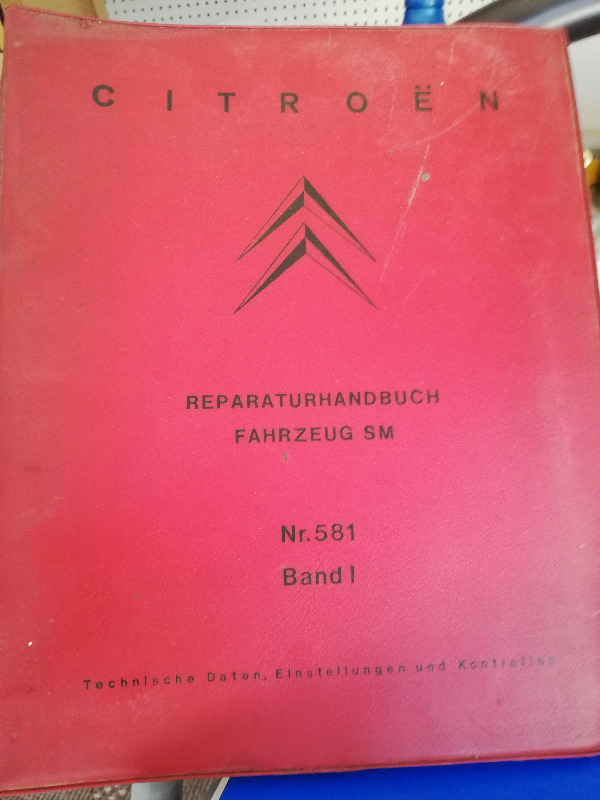 CITROËN
REPARATURHANDBUCH
FAHRZEUG SM
Nr. 581
Band I
Technische Daten, Einstellungen und Kontrollen